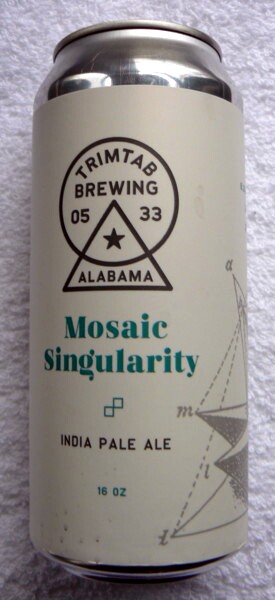 TRIMTAB
BREWING
05 33
ALABAMA
Mosaic
Singularity
INDIA PALE ALE
16 OZ
a
m
l
i